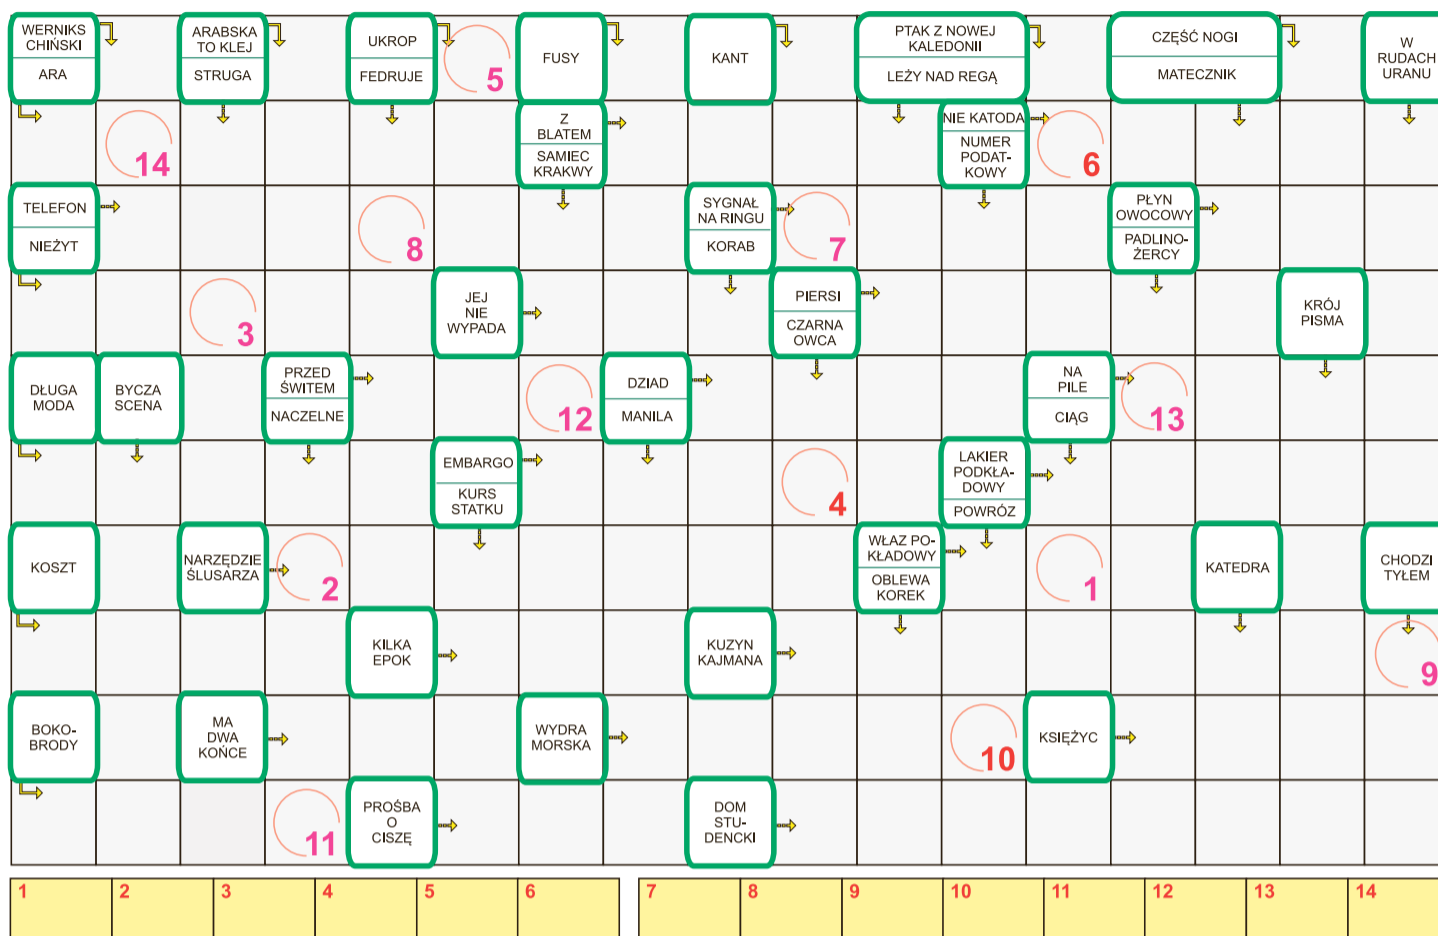 WERNIKS
CHIŃSKI
ARA
ARABSKA
TO KLEJ
STRUGA
UKROP
FEDRUJE
5
FUSY
KANT
PTAK Z NOWEJ
KALEDONII
LEŻY NAD REGĄ
CZĘŚĆ NOGI
MATECZNIK
W
RUDACH
URANU
14
Z
BLATEM
SAMIEC
KRAKWY
NIE KATODA
NUMER
PODAT-
KOWY
6
TELEFON
NIEŻYT
8
SYGNAŁ
NA RINGU
KORAB
7
PŁYN
OWOCOWY
PADLINO-
ŻERCY
3
JEJ
NIE
WYPADA
PIERSI
CZARNA
OWCA
KRÓJ
PISMA
DŁUGA
MODA
BYCZA
SCENA
PRZED
ŚWITEM
NACZELNE
12
DZIAD
MANILA
NA
PILE
CIĄG
13
EMBARGO
KURS
STATKU
4
LAKIER
PODKŁA-
DOWY
POWRÓZ
KOSZT
NARZĘDZIE
ŚLUSARZA
2
WŁAZ PO-
KŁADOWY
OBLEWA
KOREK
1
KATEDRA
CHODZI
TYŁEM
KILKA
EPOK
KUZYN
KAJMANA
9
BOKO-
BRODY
MA
DWA
KOŃCE
WYDRA
MORSKA
10
KSIĘŻYC
11
PROŚBA
O
CISZĘ
DOM
STU-
DENCKI
1 2 3 4 5 6 7 8 9 10 11 12 13 14